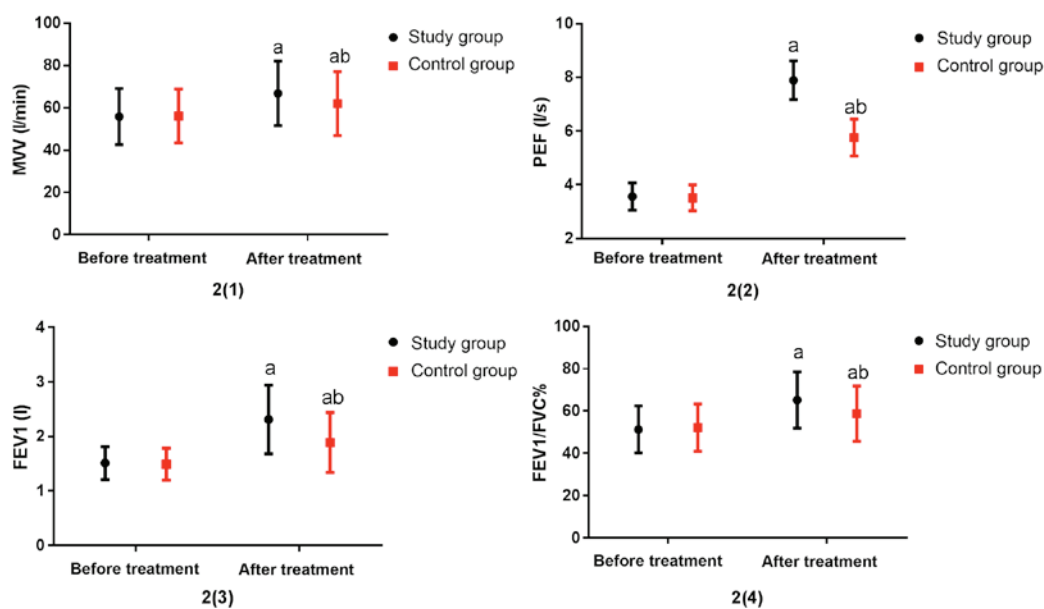 100
80
60
40
20
0
MVV (l/min)
a
ab
Study group
Control group
Before treatment
After treatment
2(1)
10
8
6
4
2
PEF (l/s)
a
ab
Study group
Control group
Before treatment
After treatment
2(2)
4
3
2
1
0
FEV1 (l)
a
ab
Study group
Control group
Before treatment
After treatment
2(3)
100
80
60
40
20
0
FEV1/FVC%
a
ab
Study group
Control group
Before treatment
After treatment
2(4)